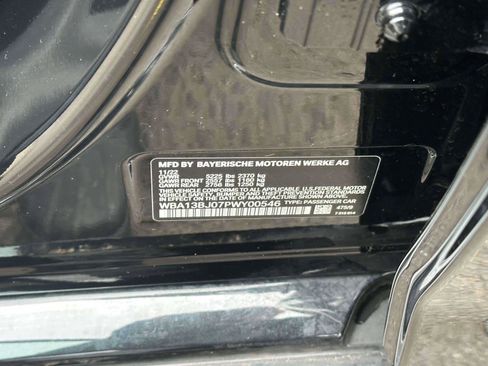 MFD BY BAYERISCHE MOTOREN WERKE AG
11/22
GVWR 5225 lbs 2370 kg
GAWR FRONT 2557 lbs 1160 kg
GAWR REAR 2756 lbs 1250 kg
THIS VEHICLE CONFORMS TO ALL APPLICABLE U.S. FEDERAL MOTOR
VEHICLE SAFETY, BUMPER, AND THEFT PREVENTION STANDARDS IN
EFFECT ON THE DATE OF MANUFACTURE SHOWN ABOVE.
WBA13BJ07PWY00546 TYPE: PASSENGER CAR
475/9